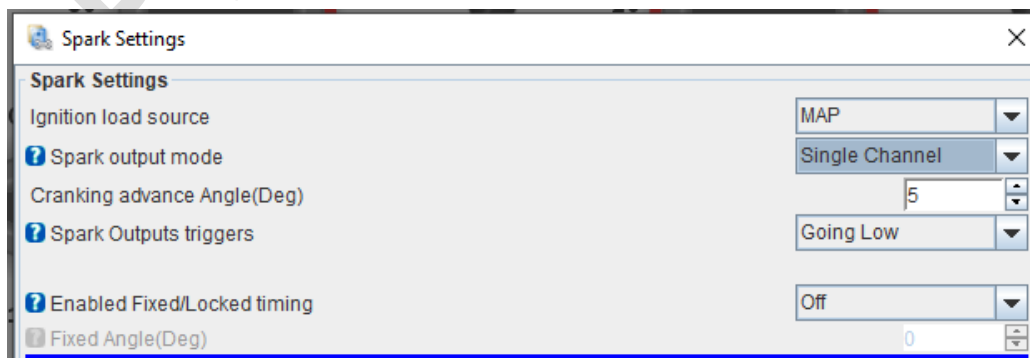 Spark Settings
Spark Settings
Ignition load source MAP
? Spark output mode Single Channel
Cranking advance Angle(Deg) 5
? Spark Outputs triggers Going Low
? Enabled Fixed/Locked timing Off
? Fixed Angle(Deg) 0